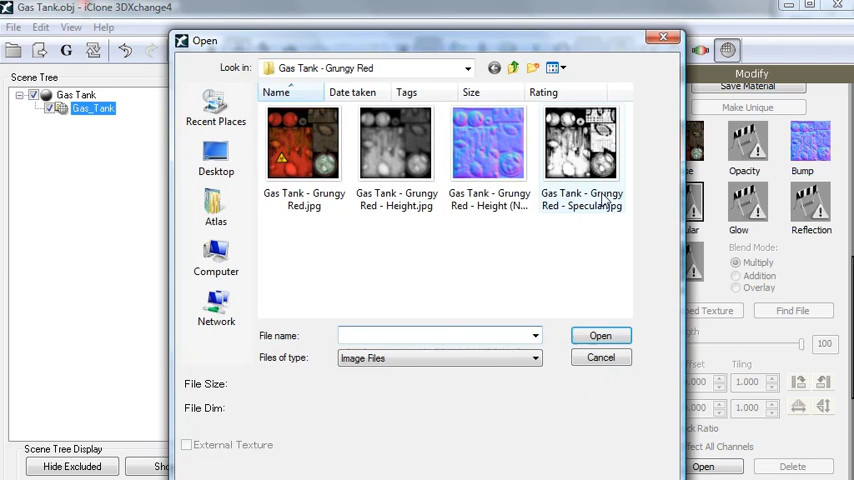 Gas Tank.obj - iClone 3DXchange4
File Edit View Help
G
Scene Tree
Gas Tank
Gas_Tank
Scene Tree Display
Hide Excluded
Open
Look in: Gas Tank - Grungy Red
Name Date taken Tags Size Rating
Recent Places
Desktop
Atlas
Computer
Network
Gas Tank - Grungy
Red.jpg
Gas Tank - Grungy
Red - Height.jpg
Gas Tank - Grungy
Red - Height (N...
Gas Tank - Grungy
Red - Specular.jpg
File name: Open
Files of type: Image Files Cancel
File Size:
File Dim:
External Texture
Modify
Save Material
Make Unique
Opacity Bump
Glow Reflection
Blend Mode:
Multiply
Addition
Overlay
Find File
100
Tiling
1.000
1.000
Open Delete